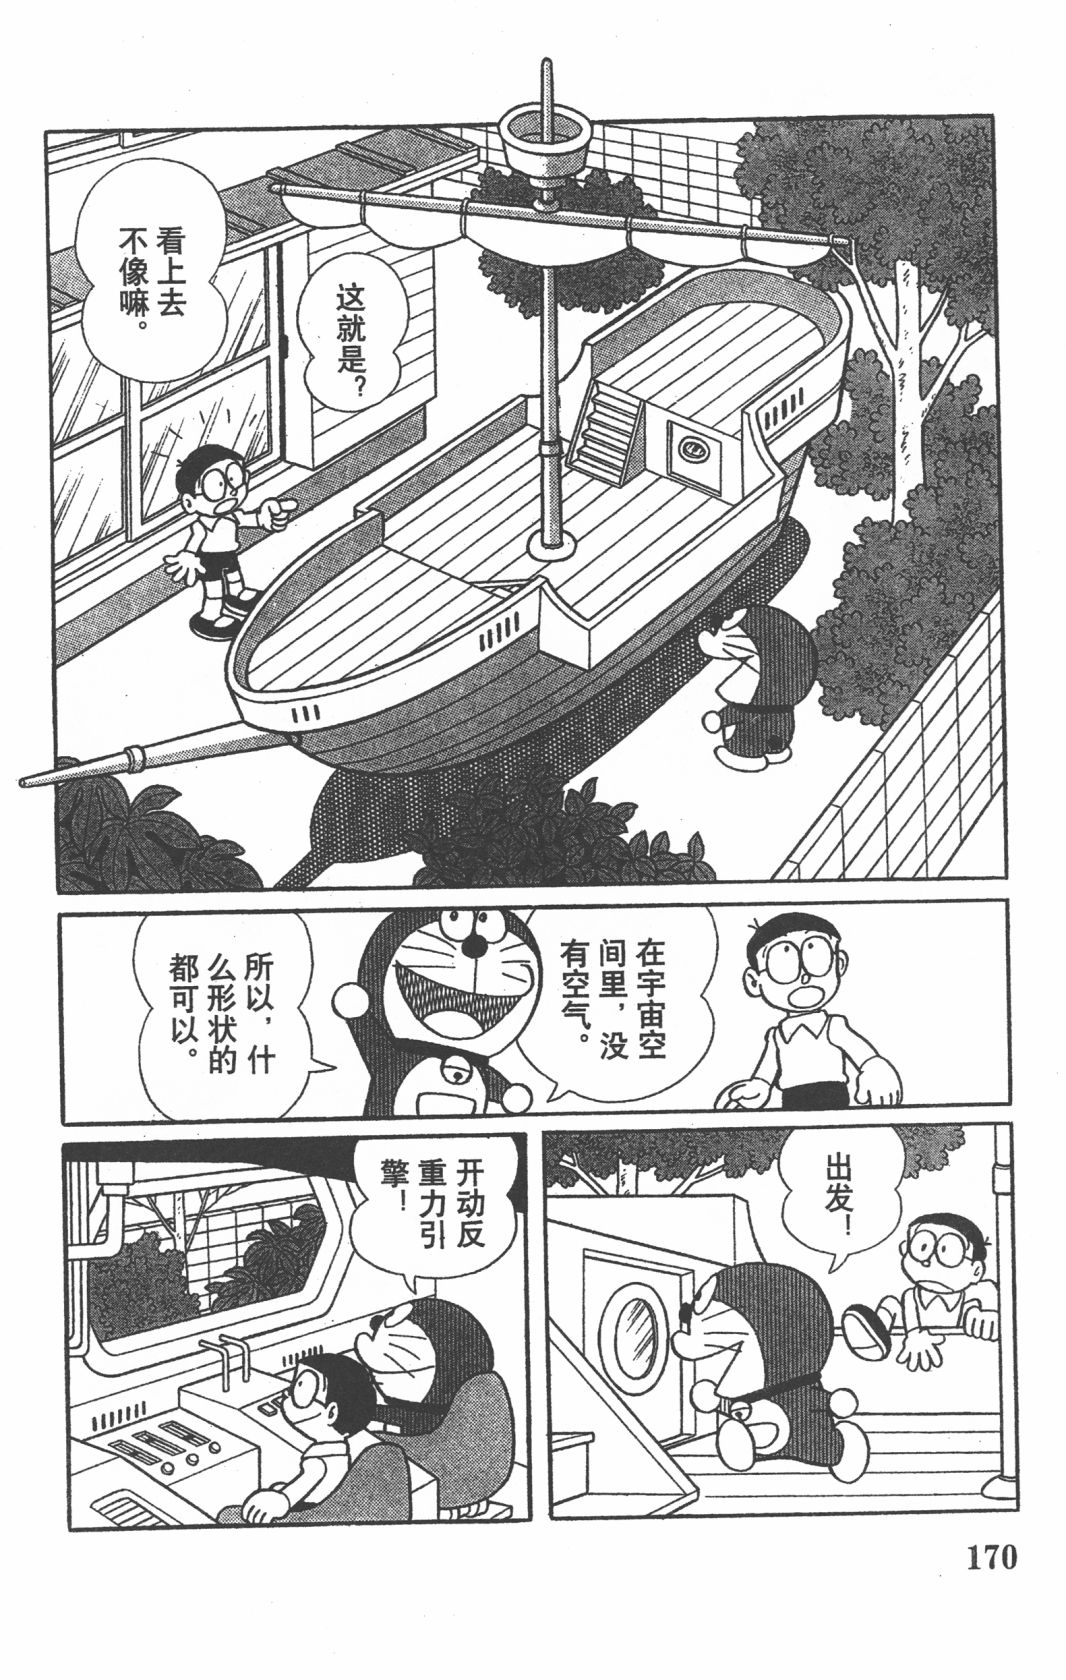 这就是？
看上去
不像嘛。
在宇宙空
间里，没
有空气。
所以，什
么形状的
都可以。
出发！
开动反
重力引
擎！
170